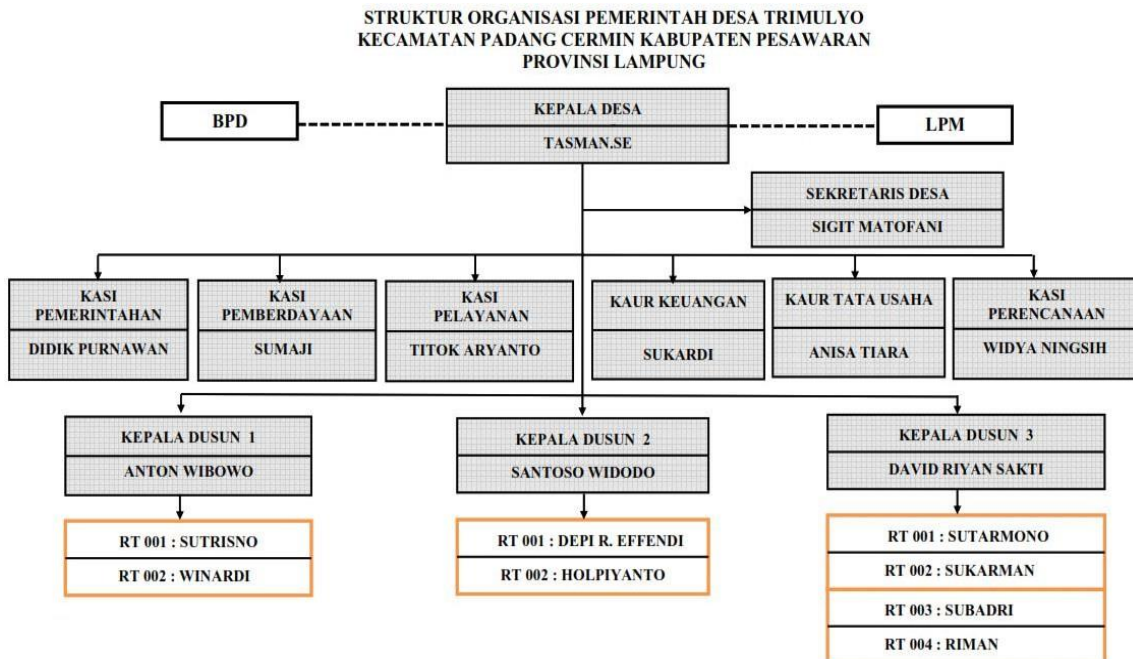 STRUKTUR ORGANISASI PEMERINTAH DESA TRIMULYO
KECAMATAN PADANG CERMIN KABUPATEN PESAWARAN
PROVINSI LAMPUNG
KEPALA DESA
TASMAN.SE
BPD
LPM
SEKRETARIS DESA
SIGIT MATOFANI
KASI
PEMERINTAHAN
DIDIK PURNAWAN
KASI
PEMBERDAYAAN
SUMAJI
KASI
PELAYANAN
TITOK ARYANTO
KAUR KEUANGAN
SUKARDI
KAUR TATA USAHA
ANISA TIARA
KASI
PERENCANAAN
WIDYA NINGSIH
KEPALA DUSUN 1
ANTON WIBOWO
RT 001 : SUTRISNO
RT 002 : WINARDI
KEPALA DUSUN 2
SANTOSO WIDODO
RT 001 : DEPI R. EFFENDI
RT 002 : HOLPIYANTO
KEPALA DUSUN 3
DAVID RIYAN SAKTI
RT 001 : SUTARMONO
RT 002 : SUKARMAN
RT 003 : SUBADRI
RT 004 : RIMAN